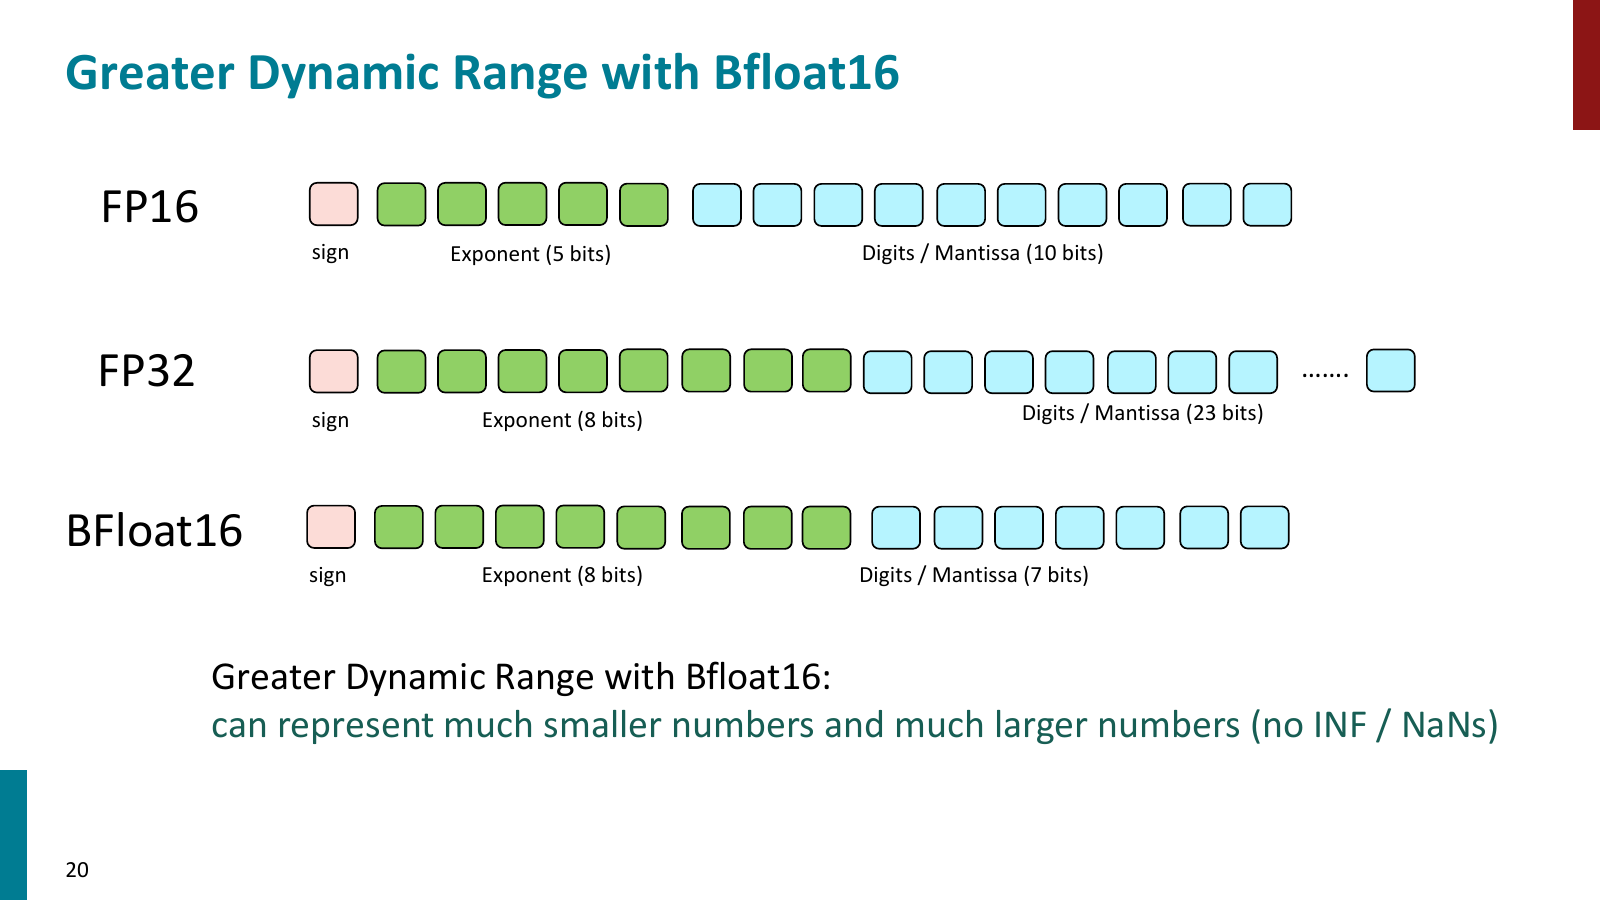 Greater Dynamic Range with Bfloat16
FP16
sign
Exponent (5 bits)
Digits / Mantissa (10 bits)
FP32
.......
sign
Exponent (8 bits)
Digits / Mantissa (23 bits)
BFloat16
sign
Exponent (8 bits)
Digits / Mantissa (7 bits)
Greater Dynamic Range with Bfloat16:
can represent much smaller numbers and much larger numbers (no INF / NaNs)
20